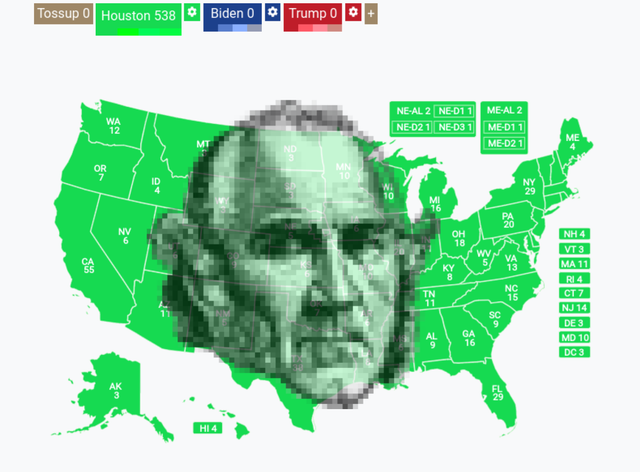 Tossup 0 Houston 538 Biden 0 Trump 0 +
NE-AL 2 NE-D1 1 ME-AL 2
NE-D2 1 NE-D3 1 ME-D1 1
ME-D2 1
WA
12
OR
7
ID
4
MT
ND
3
MN
10
WI
10
MI
16
NY
29
ME
4
NV
6
CA
55
WY
OH
18
PA
20
WV
5
VA
13
KY
8
NC
15
TN
11
SC
9
AL
9
GA
16
FL
29
11
AK
3
HI 4
NH 4
VT 3
MA 11
RI 4
CT 7
NJ 14
DE 3
MD 10
DC 3